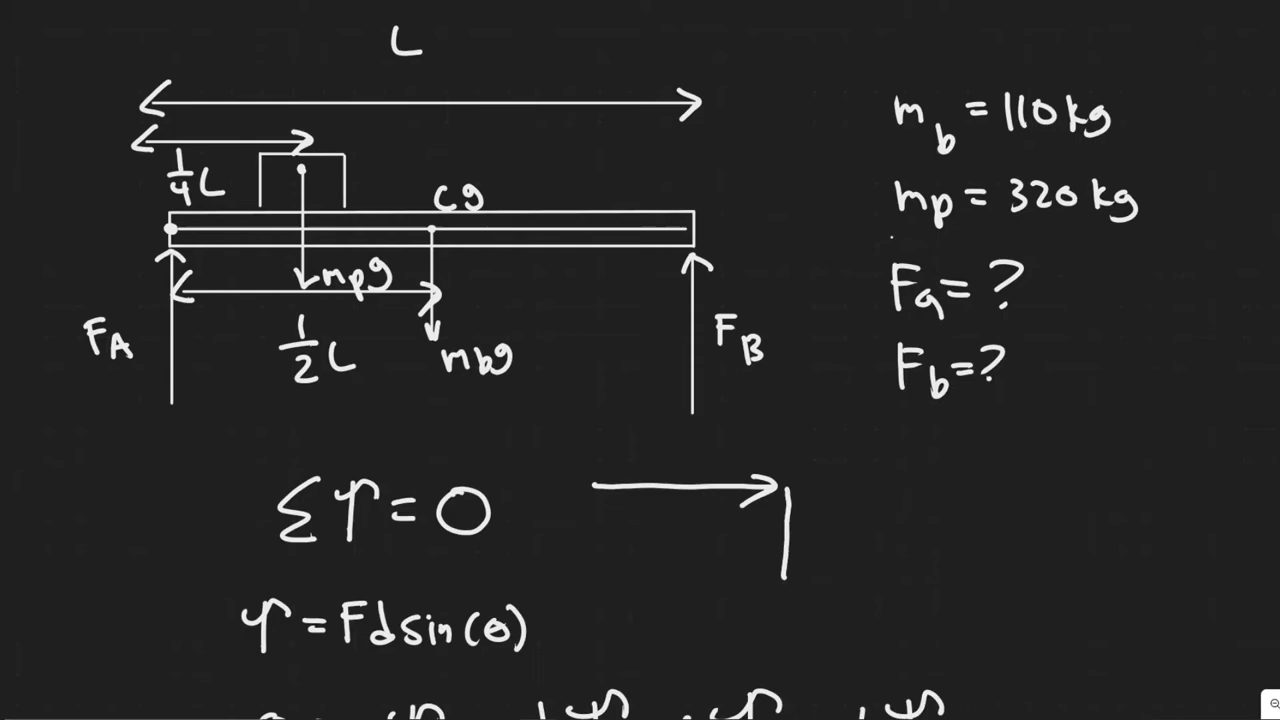 L
1/4 L
cg
mpg
1/2 L
mbg
FA
FB
mb = 110 kg
mp = 320 kg
Fa = ?
Fb = ?
Στ = 0
τ = Fd sin(θ)